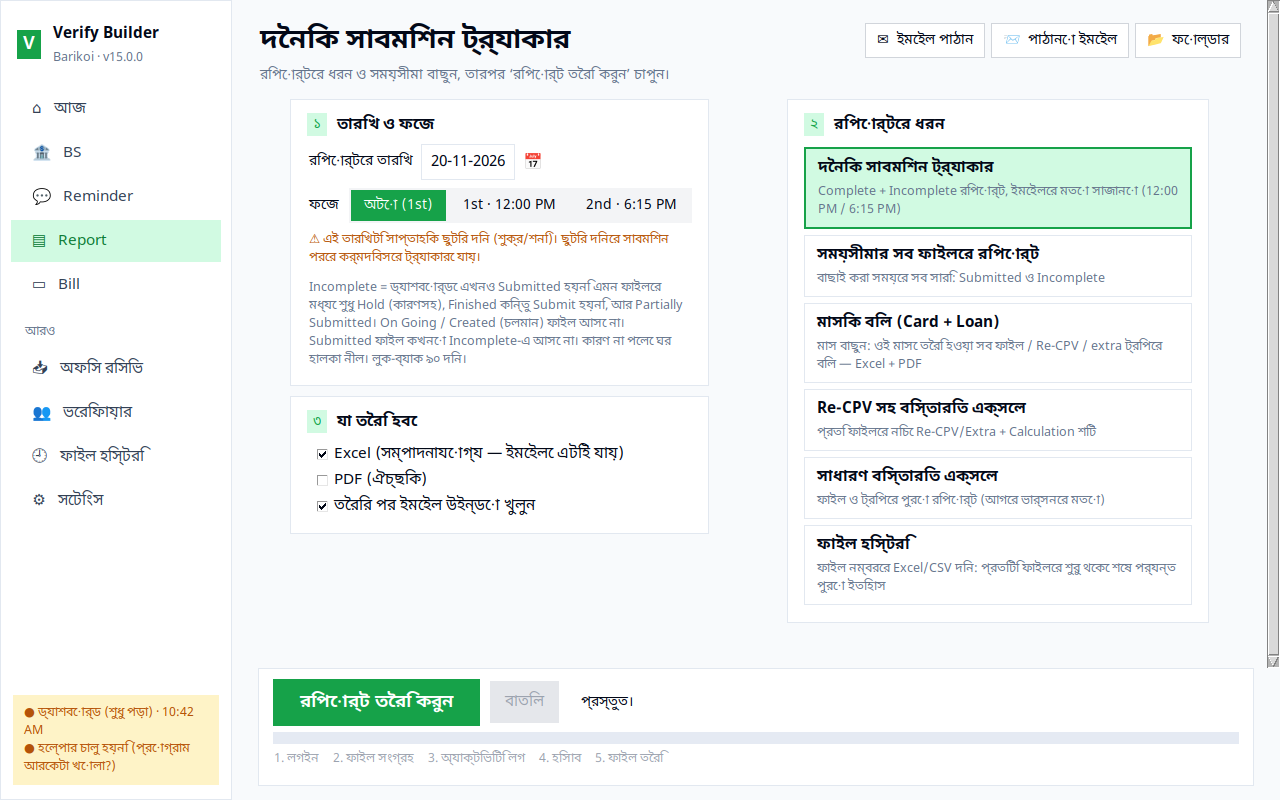 V
Verify Builder
Barikoi · v15.0.0
⌂ আজ
🏦 BS
💬 Reminder
▤ Report
▭ Bill
আরও
📥 অফিস রিসিভ
👥 ভেরিফায়ার
🕘 ফাইল হিস্টরি
⚙ সেটিংস
● ড্যাশবোর্ড (শুধু পড়া) · 10:42
AM
● হেল্পার চালু হয়নি (প্রোগ্রাম
আরেকটা খোলা?)
দৈনিক সাবমিশন ট্র্যাকার
রিপোর্টের ধরন ও সময়সীমা বাছুন, তারপর ‘রিপোর্ট তৈরি করুন’ চাপুন।
✉ ইমেইল পাঠান
📨 পাঠানো ইমেইল
📂 ফোল্ডার
১ তারিখ ও ফেজ
রিপোর্টের তারিখ 20-11-2026 📅
ফেজ অটো (1st) 1st · 12:00 PM 2nd · 6:15 PM
⚠ এই তারিখটি সাপ্তাহিক ছুটির দিন (শুক্র/শনি)। ছুটির দিনের সাবমিশন
পরের কর্মদিবসের ট্র্যাকারে যায়।
Incomplete = ড্যাশবোর্ডে এখনও Submitted হয়নি এমন ফাইলের
মধ্যে শুধু Hold (কারণসহ), Finished কিন্তু Submit হয়নি, আর Partially
Submitted। On Going / Created (চলমান) ফাইল আসে না।
Submitted ফাইল কখনো Incomplete-এ আসে না। কারণ না পেলে ঘর
হালকা নীল। লুক-ব্যাক ৯০ দিন।
৩ যা তৈরি হবে
Excel (সম্পাদনাযোগ্য — ইমেইলে এটিই যায়)
PDF (ঐচ্ছিক)
তৈরির পর ইমেইল উইন্ডো খুলুন
২ রিপোর্টের ধরন
দৈনিক সাবমিশন ট্র্যাকার
Complete + Incomplete রিপোর্ট, ইমেইলের মতো সাজানো (12:00
PM / 6:15 PM)
সময়সীমার সব ফাইলের রিপোর্ট
বাছাই করা সময়ের সব সারি: Submitted ও Incomplete
মাসিক বিল (Card + Loan)
মাস বাছুন: ওই মাসে তৈরি হওয়া সব ফাইল / Re-CPV / extra ট্রিপের
বিল — Excel + PDF
Re-CPV সহ বিস্তারিত এক্সেল
প্রতি ফাইলের নিচে Re-CPV/Extra + Calculation শিট
সাধারণ বিস্তারিত এক্সেল
ফাইল ও ট্রিপের পুরো রিপোর্ট (আগের ভার্সনের মতো)
ফাইল হিস্টরি
ফাইল নম্বরের Excel/CSV দিন: প্রতিটি ফাইলের শুরু থেকে শেষ পর্যন্ত
পুরো ইতিহাস
রিপোর্ট তৈরি করুন বাতিল প্রস্তুত।
1. লগইন 2. ফাইল সংগ্রহ 3. অ্যাক্টিভিটি লগ 4. হিসাব 5. ফাইল তৈরি